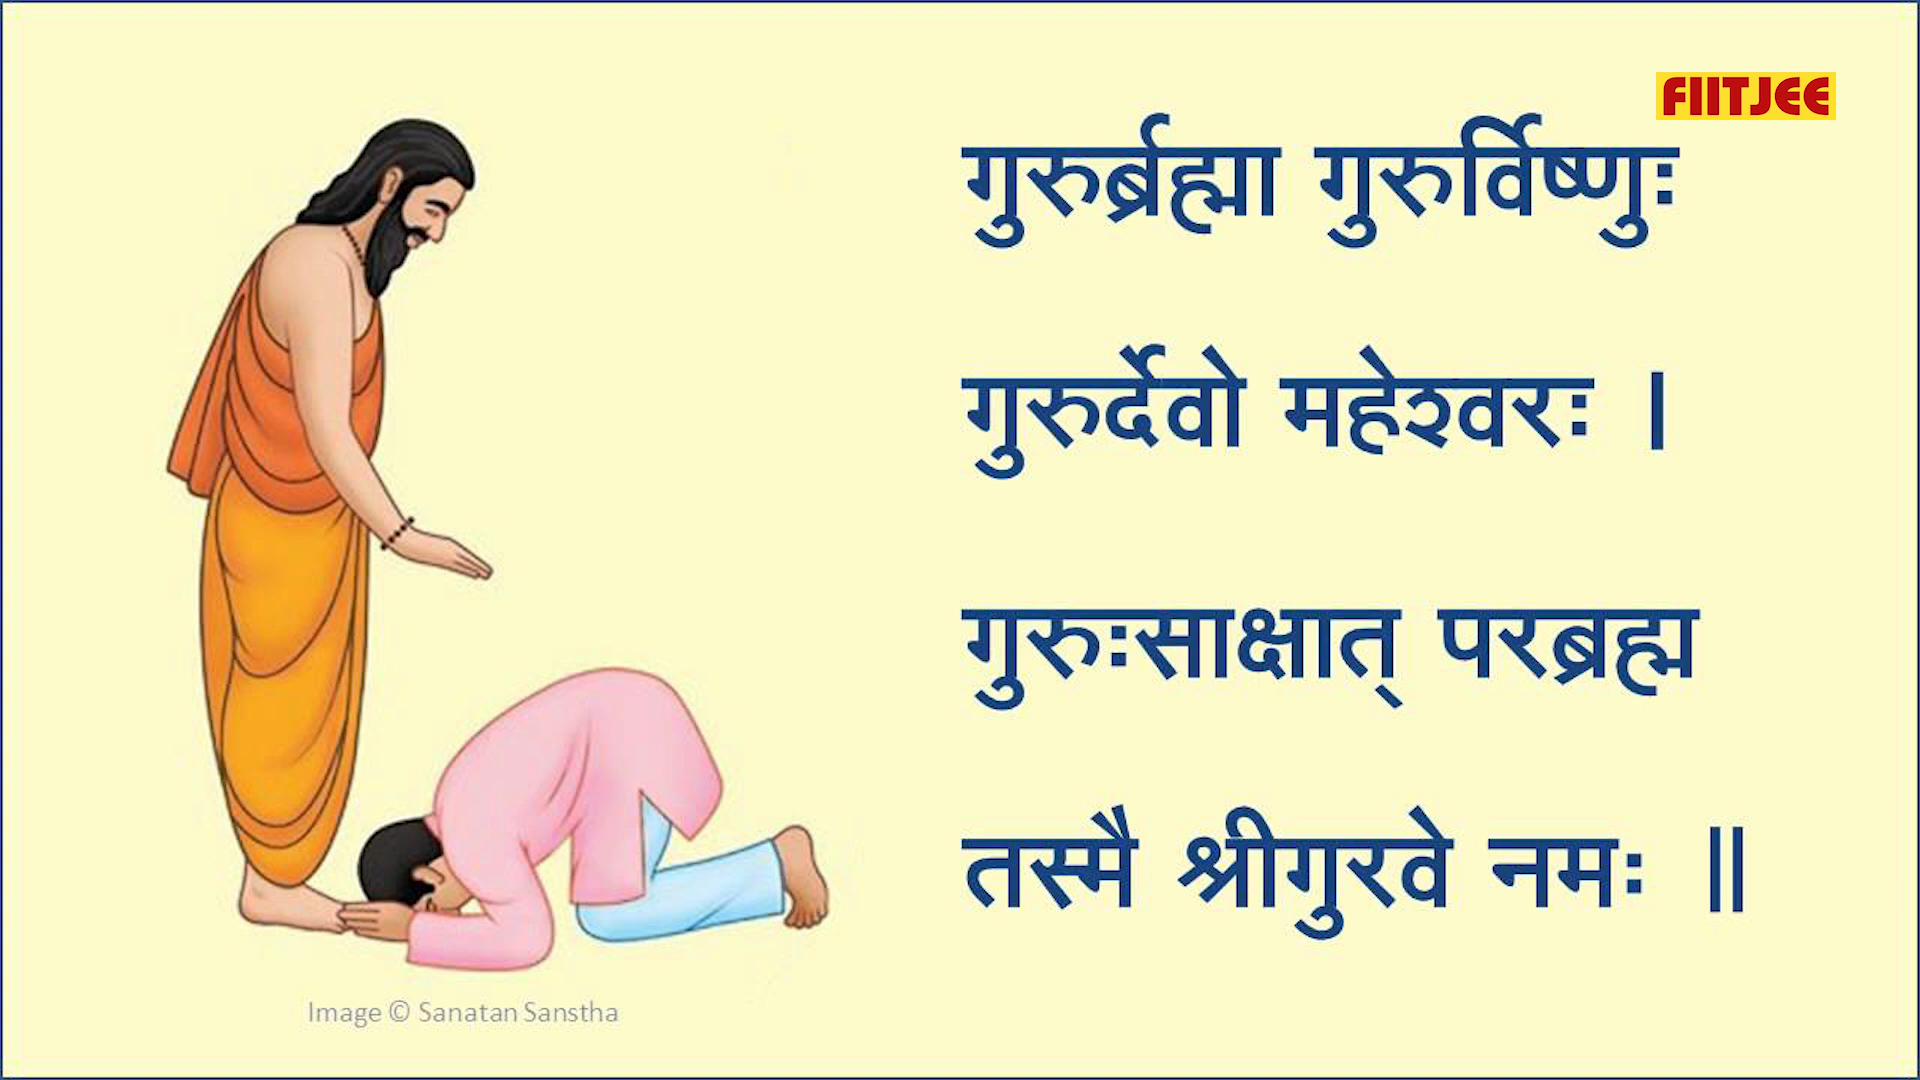 FIITJEE
गुरुर्ब्रह्मा गुरुर्विष्णुः
गुरुर्देवो महेश्वरः ।
गुरुःसाक्षात् परब्रह्म
तस्मै श्रीगुरवे नमः ॥
Image © Sanatan Sanstha